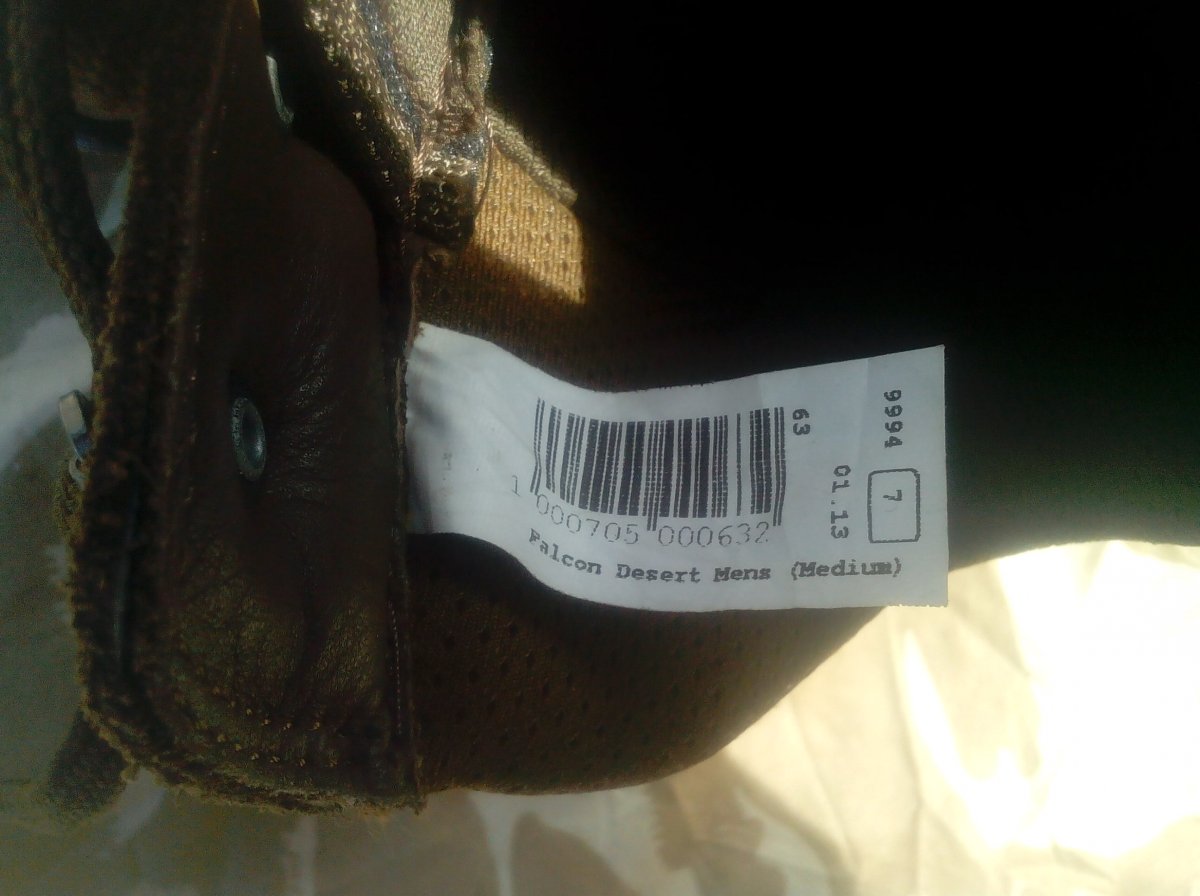 63
1 000705 000632
Falcon Desert Mens (Medium)
9994
7
01.13